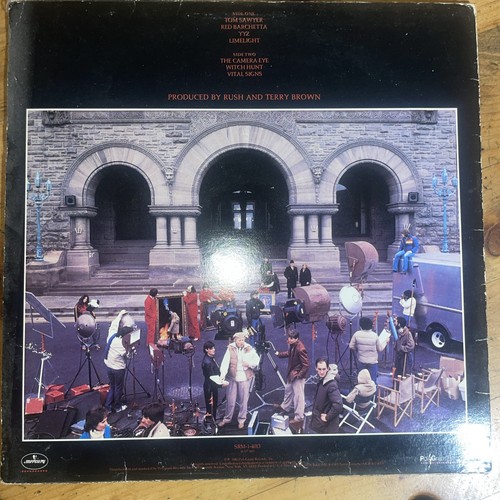 SIDE ONE
TOM SAWYER
RED BARCHETTA
YYZ
LIMELIGHT
SIDE TWO
THE CAMERA EYE
WITCH HUNT
VITAL SIGNS
PRODUCED BY RUSH AND TERRY BROWN
SRM-1-4013
mercury